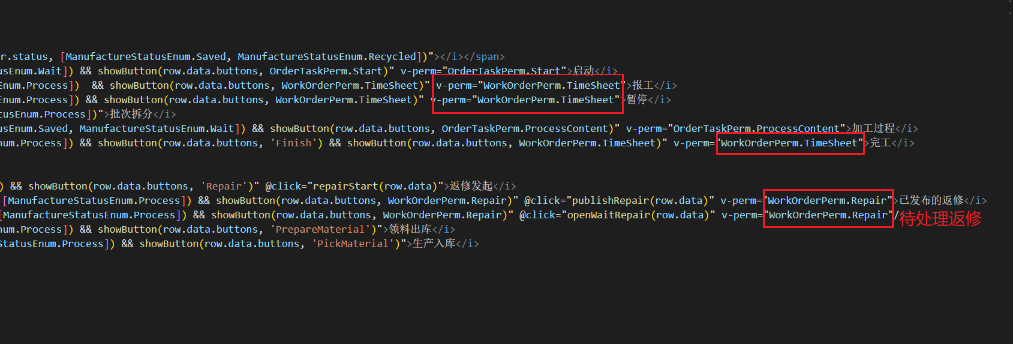 r.status, [ManufactureStatusEnum.Saved, ManufactureStatusEnum.Recycled])"></i></span>
usEnum.Wait]) && showButton(row.data.buttons, OrderTaskPerm.Start)" v-perm="OrderTaskPerm.Start">启动</i>
Enum.Process])  && showButton(row.data.buttons, WorkOrderPerm.TimeSheet)" v-perm="WorkOrderPerm.TimeSheet">报工</i>
Enum.Process]) && showButton(row.data.buttons, WorkOrderPerm.TimeSheet)" v-perm="WorkOrderPerm.TimeSheet">暂停</i>
tusEnum.Process])">批次拆分</i>
usEnum.Saved, ManufactureStatusEnum.Wait]) && showButton(row.data.buttons, OrderTaskPerm.ProcessContent)" v-perm="OrderTaskPerm.ProcessContent">加工过程</i>
num.Process]) && showButton(row.data.buttons, 'Finish') && showButton(row.data.buttons, WorkOrderPerm.TimeSheet)" v-perm="WorkOrderPerm.TimeSheet">完工</i>
) && showButton(row.data.buttons, 'Repair')" @click="repairStart(row.data)">返修发起</i>
[ManufactureStatusEnum.Process]) && showButton(row.data.buttons, WorkOrderPerm.Repair)" @click="publishRepair(row.data)" v-perm="WorkOrderPerm.Repair">已发布的返修</i>
[ManufactureStatusEnum.Process]) && showButton(row.data.buttons, WorkOrderPerm.Repair)" @click="openWaitRepair(row.data)" v-perm="WorkOrderPerm.Repair"/待处理返修
Enum.Process]) && showButton(row.data.buttons, 'PrepareMaterial')">领料出库</i>
StatusEnum.Process]) && showButton(row.data.buttons, 'PickMaterial')">生产入库</i>